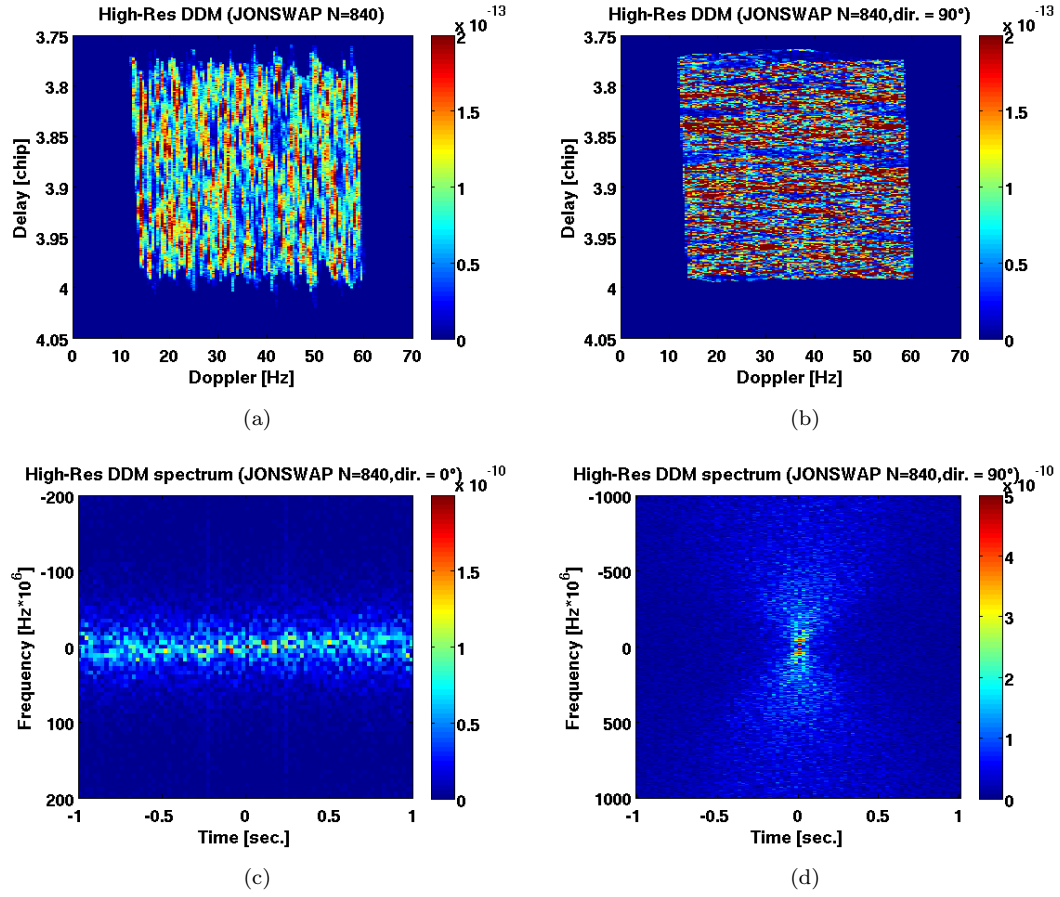 High-Res DDM (JONSWAP N=840)
x 10^-13
3.75
3.8
3.85
3.9
3.95
4
4.05
Delay [chip]
0 10 20 30 40 50 60 70
Doppler [Hz]
2
1.5
1
0.5
0
(a)
High-Res DDM (JONSWAP N=840,dir. = 90°)
x 10^-13
3.75
3.8
3.85
3.9
3.95
4
4.05
Delay [chip]
0 10 20 30 40 50 60 70
Doppler [Hz]
2
1.5
1
0.5
0
(b)
High-Res DDM spectrum (JONSWAP N=840,dir. = 0°)
x 10^-10
-200
-100
0
100
200
Frequency [Hz*10^6]
-1 -0.5 0 0.5 1
Time [sec.]
2
1.5
1
0.5
0
(c)
High-Res DDM spectrum (JONSWAP N=840,dir. = 90°)
x 10^-10
-1000
-500
0
500
1000
Frequency [Hz*10^6]
-1 -0.5 0 0.5 1
Time [sec.]
5
4
3
2
1
0
(d)